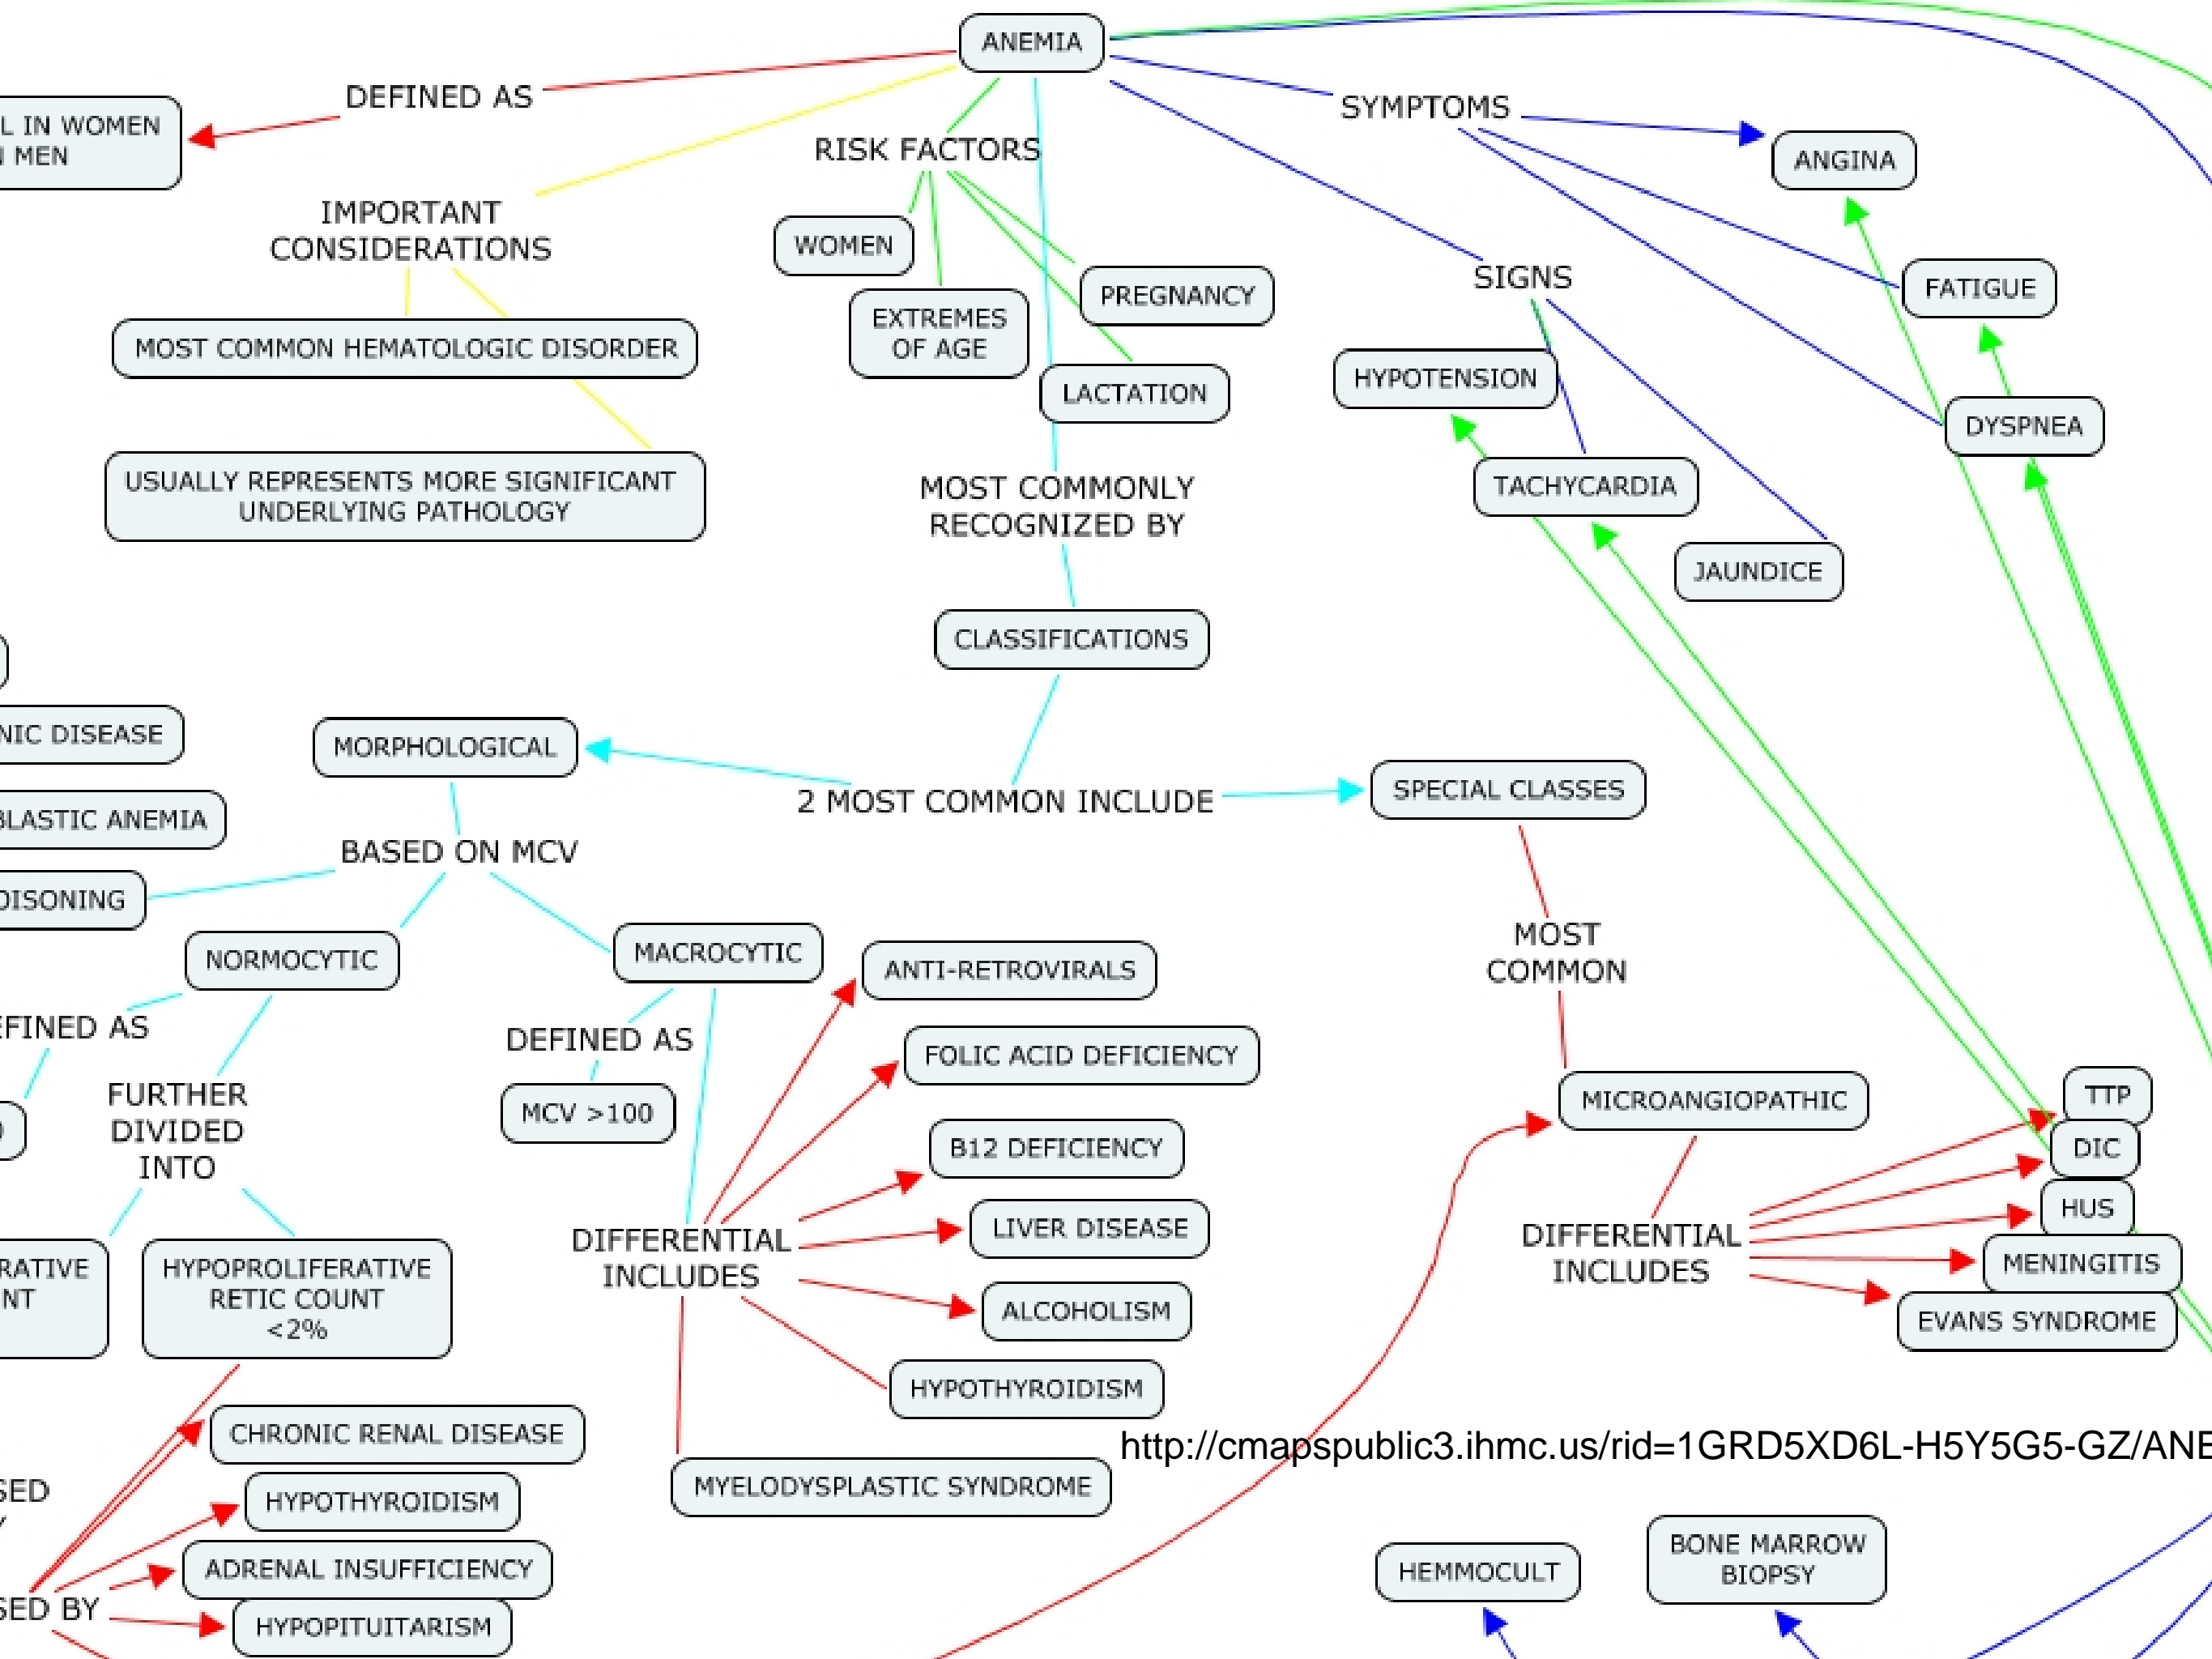 ANEMIA
DEFINED AS
L IN WOMEN
MEN
SYMPTOMS
ANGINA
RISK FACTORS
IMPORTANT
CONSIDERATIONS
WOMEN
EXTREMES
OF AGE
PREGNANCY
LACTATION
SIGNS
FATIGUE
MOST COMMON HEMATOLOGIC DISORDER
HYPOTENSION
DYSPNEA
USUALLY REPRESENTS MORE SIGNIFICANT
UNDERLYING PATHOLOGY
MOST COMMONLY
RECOGNIZED BY
TACHYCARDIA
JAUNDICE
CLASSIFICATIONS
NIC DISEASE
MORPHOLOGICAL
2 MOST COMMON INCLUDE
SPECIAL CLASSES
BLASTIC ANEMIA
BASED ON MCV
OISONING
NORMOCYTIC
MACROCYTIC
ANTI-RETROVIRALS
MOST
COMMON
EFINED AS
DEFINED AS
FOLIC ACID DEFICIENCY
FURTHER
DIVIDED
INTO
MCV >100
B12 DEFICIENCY
MICROANGIOPATHIC
TTP
DIC
HUS
MENINGITIS
EVANS SYNDROME
DIFFERENTIAL
INCLUDES
LIVER DISEASE
DIFFERENTIAL
INCLUDES
ALCOHOLISM
RATIVE
NT
HYPOPROLIFERATIVE
RETIC COUNT
<2%
HYPOTHYROIDISM
CHRONIC RENAL DISEASE
http://cmapspublic3.ihmc.us/rid=1GRD5XD6L-H5Y5G5-GZ/ANE
MYELODYSPLASTIC SYNDROME
SED
HYPOTHYROIDISM
ADRENAL INSUFFICIENCY
SED BY
HYPOPITUITARISM
HEMMOCULT
BONE MARROW
BIOPSY